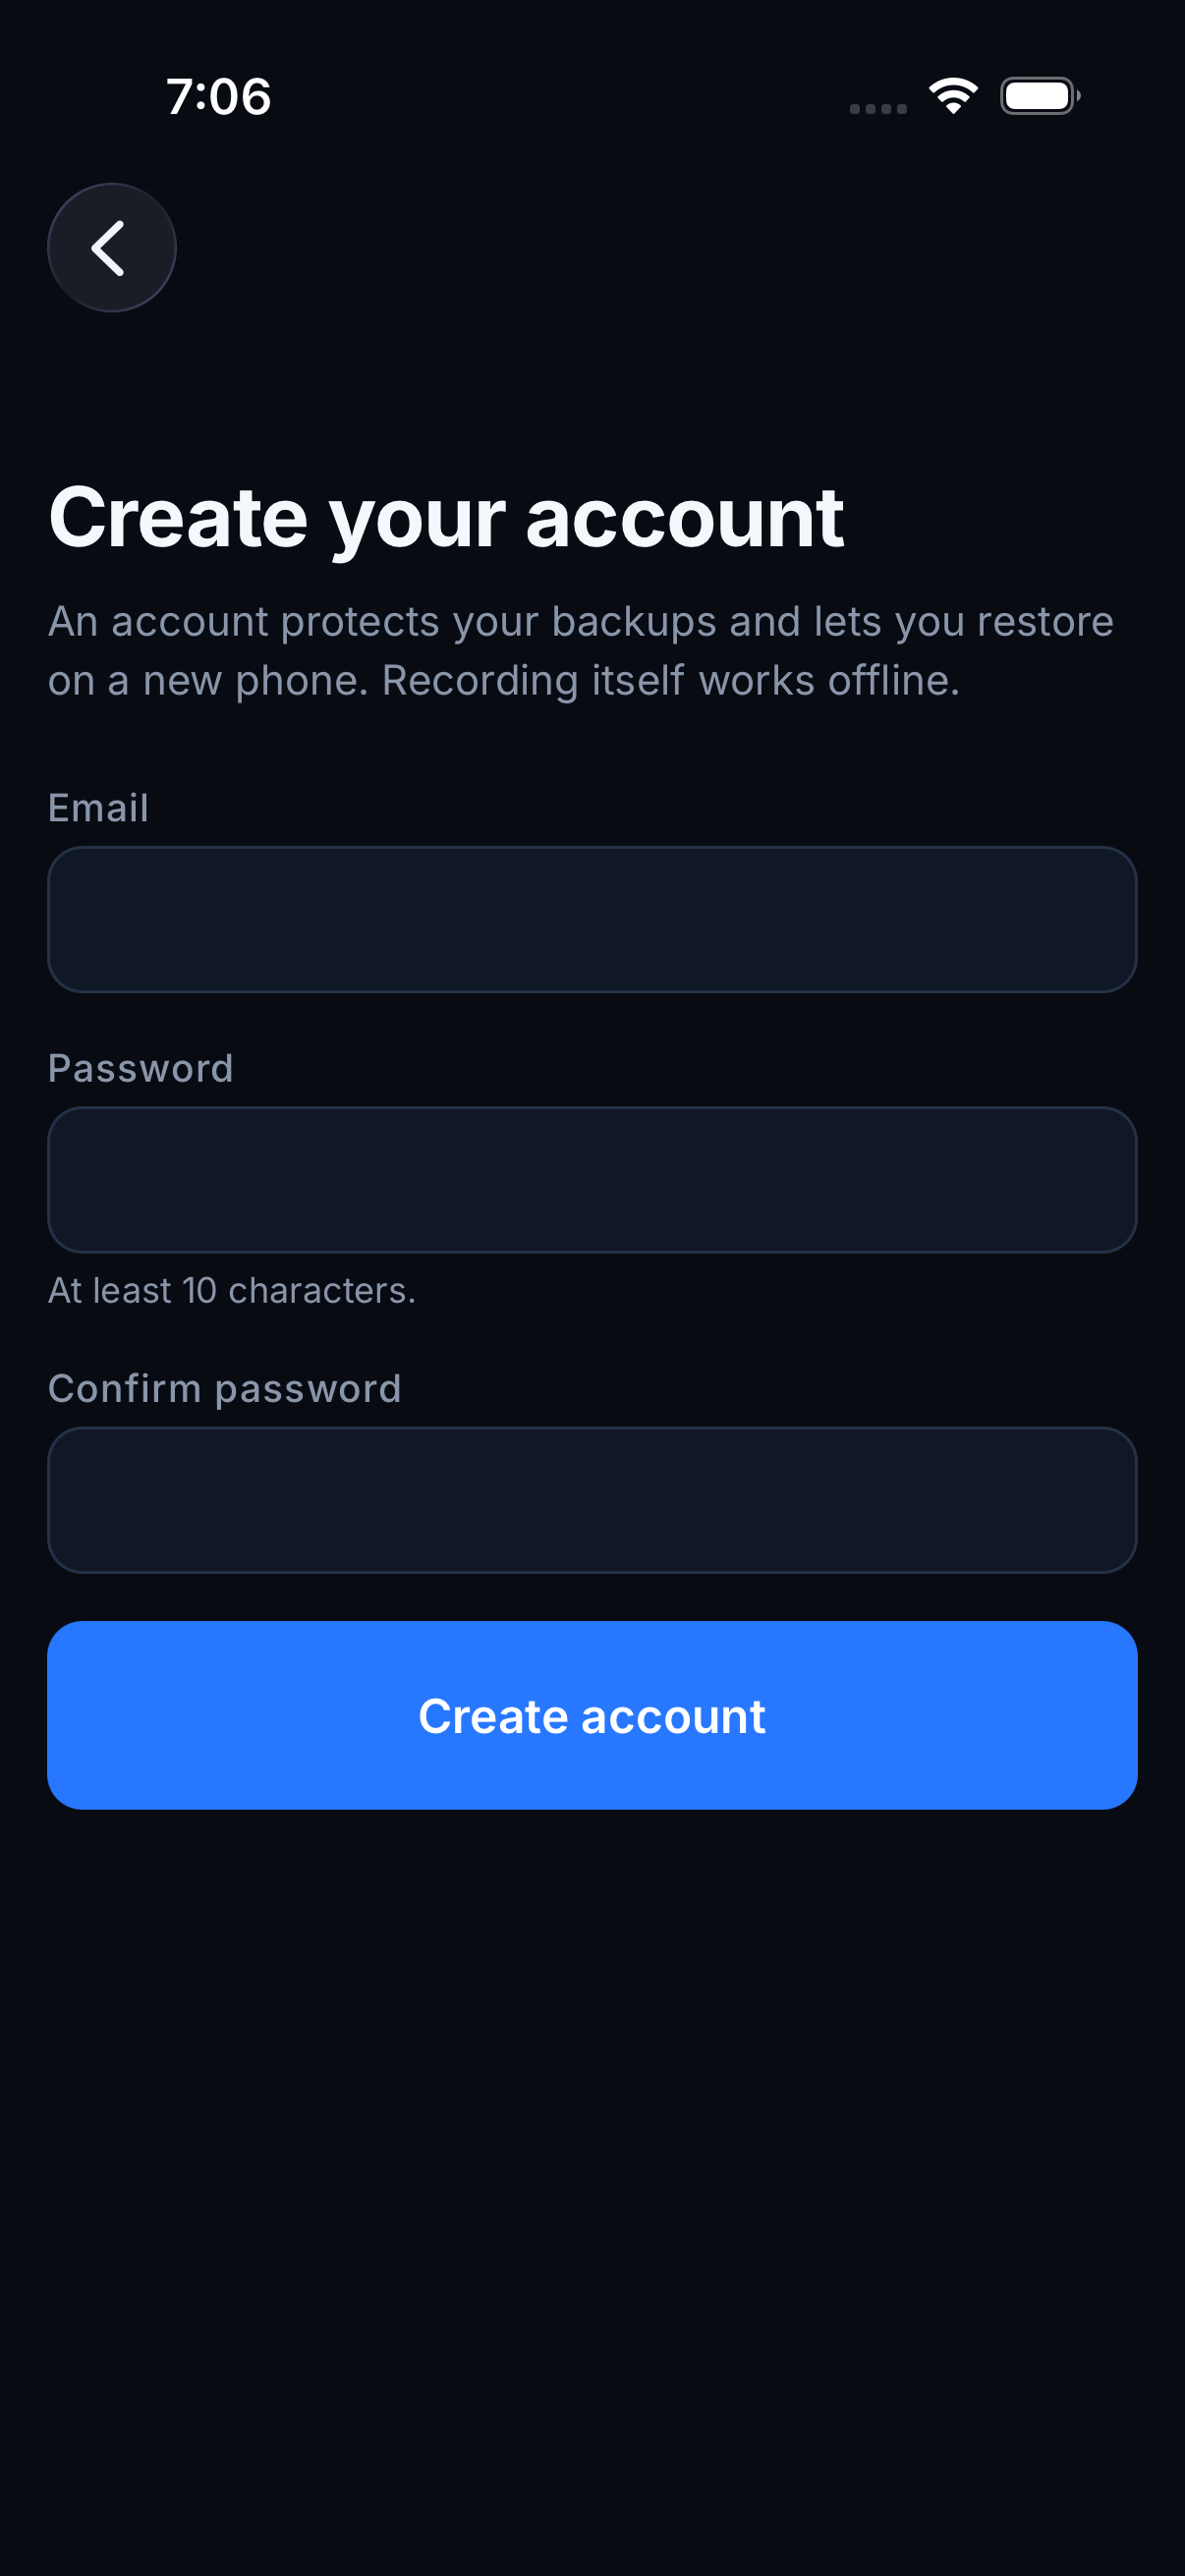 7:06
Create your account
An account protects your backups and lets you restore
on a new phone. Recording itself works offline.
Email
Password
At least 10 characters.
Confirm password
Create account